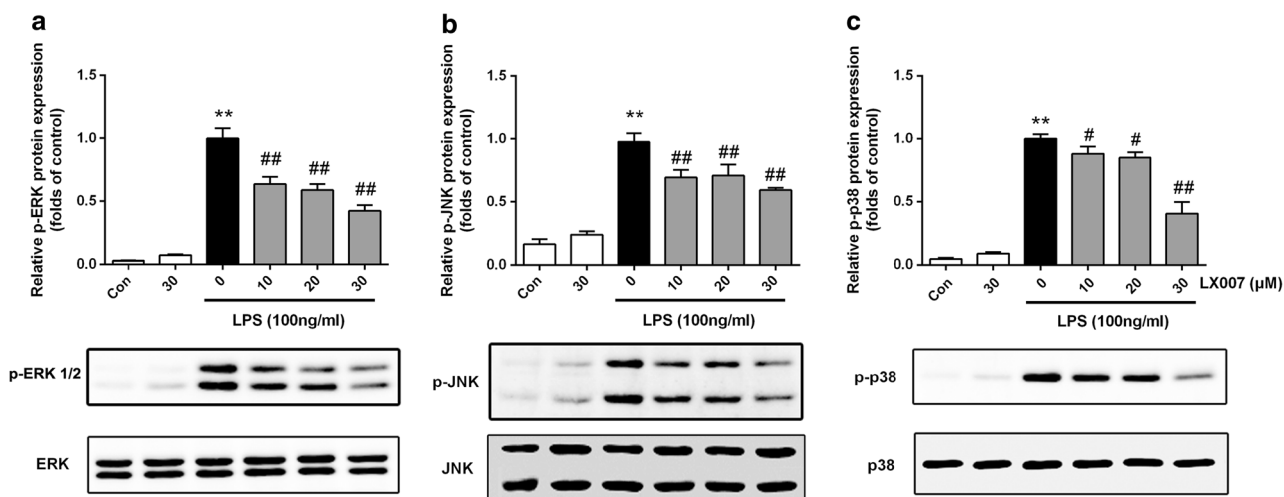 a
Relative p-ERK protein expression
(folds of control)
1.5
1.0
0.5
0.0
**
##
##
##
Con
30
0
10
20
30
LPS (100ng/ml)
p-ERK 1/2
ERK
b
Relative p-JNK protein expression
(folds of control)
1.5
1.0
0.5
0.0
**
##
##
##
Con
30
0
10
20
30
LPS (100ng/ml)
p-JNK
JNK
c
Relative p-p38 protein expression
(folds of control)
1.5
1.0
0.5
0.0
**
#
#
##
Con
30
0
10
20
30
LX007 (μM)
LPS (100ng/ml)
p-p38
p38